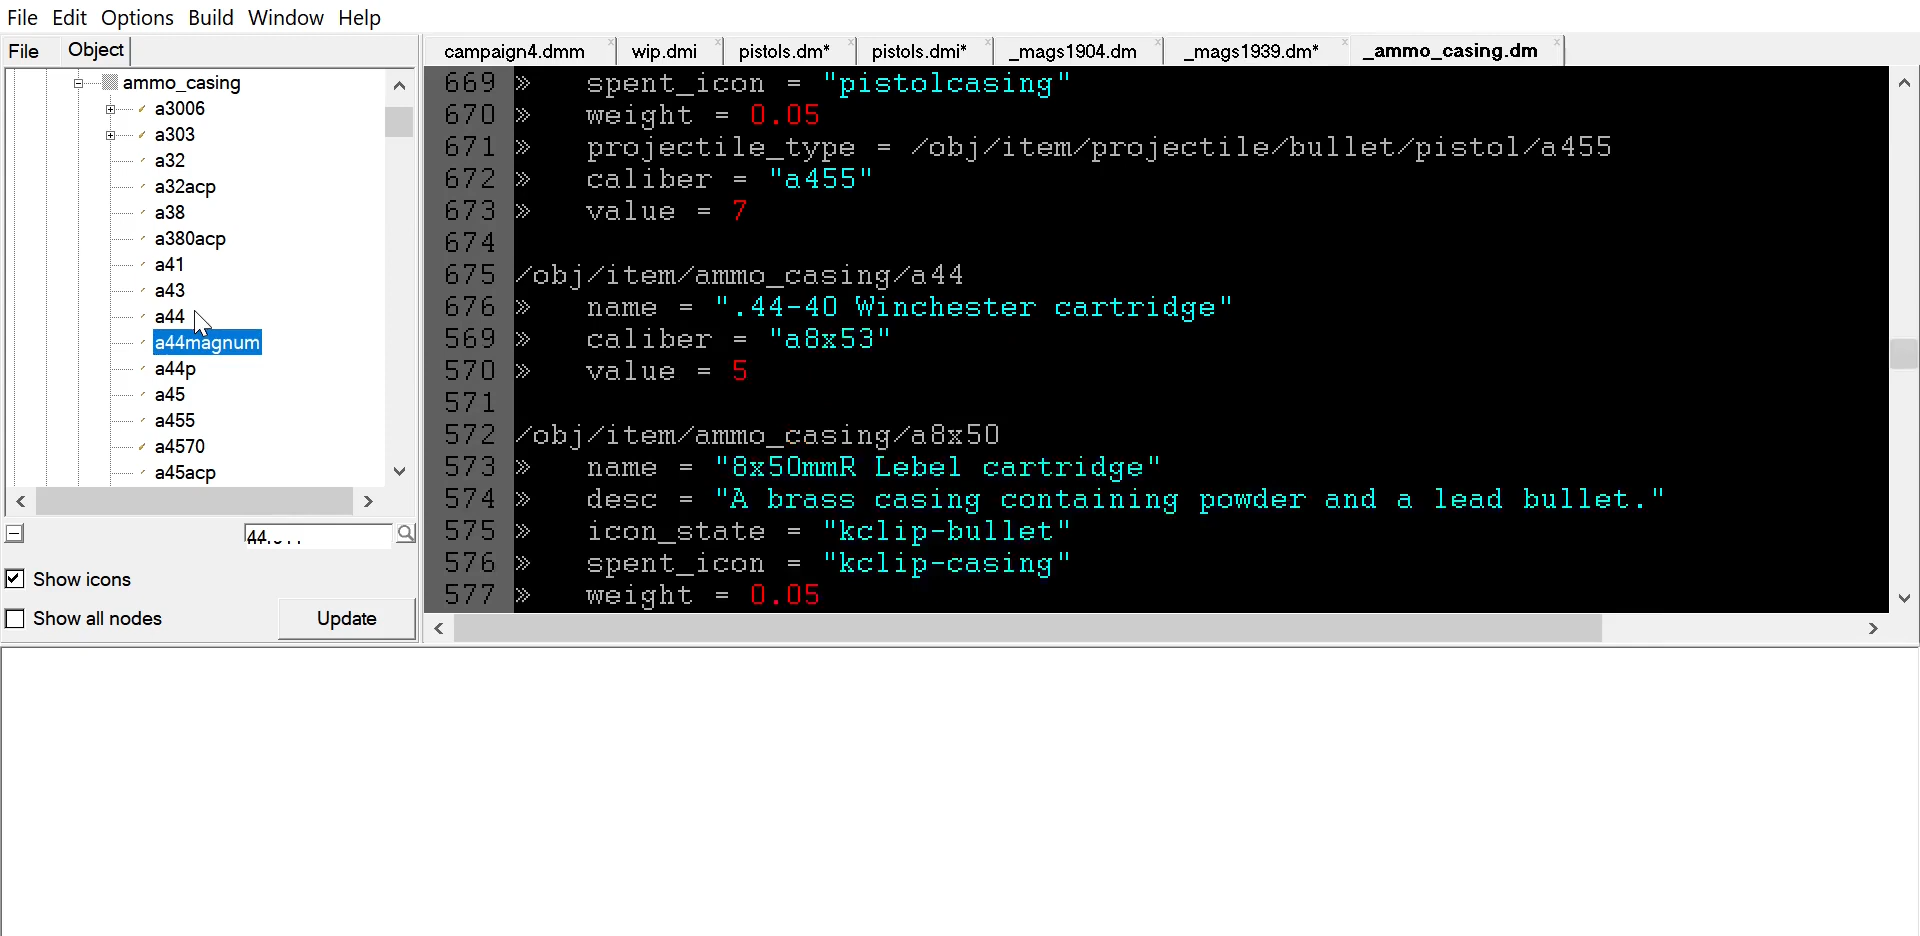 File Edit Options Build Window Help
File Object
ammo_casing
a3006
a303
a32
a32acp
a38
a380acp
a41
a43
a44
a44magnum
a44p
a45
a455
a4570
a45acp
Show icons
Show all nodes
Update
campaign4.dmm wip.dmi pistols.dm* pistols.dmi* _mags1904.dm _mags1939.dm* _ammo_casing.dm
669 » spent_icon = "pistolcasing"
670 » weight = 0.05
671 » projectile_type = /obj/item/projectile/bullet/pistol/a455
672 » caliber = "a455"
673 » value = 7
674
675 /obj/item/ammo_casing/a44
676 » name = ".44-40 Winchester cartridge"
569 » caliber = "a8x53"
570 » value = 5
571
572 /obj/item/ammo_casing/a8x50
573 » name = "8x50mmR Lebel cartridge"
574 » desc = "A brass casing containing powder and a lead bullet."
575 » icon_state = "kclip-bullet"
576 » spent_icon = "kclip-casing"
577 » weight = 0.05